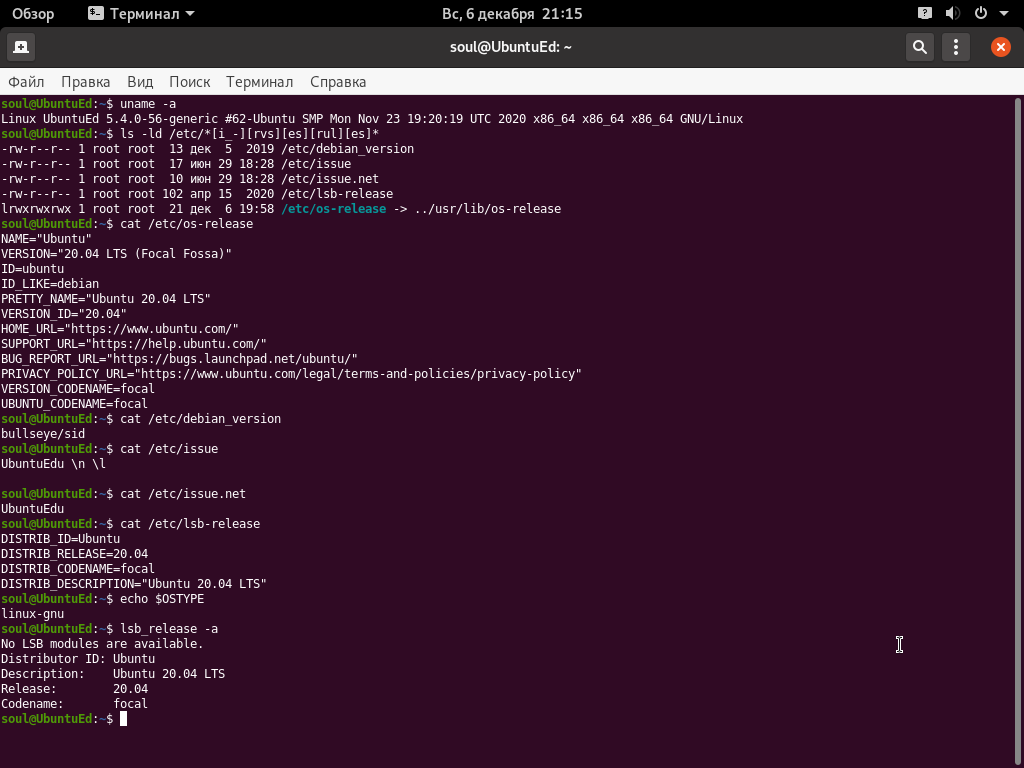 Обзор Терминал Вс, 6 декабря 21:15
soul@UbuntuEd: ~
Файл Правка Вид Поиск Терминал Справка
soul@UbuntuEd:~$ uname -a
Linux UbuntuEd 5.4.0-56-generic #62-Ubuntu SMP Mon Nov 23 19:20:19 UTC 2020 x86_64 x86_64 x86_64 GNU/Linux
soul@UbuntuEd:~$ ls -ld /etc/*[i_-][rvs][es][rul][es]*
-rw-r--r-- 1 root root  13 дек  5  2019 /etc/debian_version
-rw-r--r-- 1 root root  17 июн 29 18:28 /etc/issue
-rw-r--r-- 1 root root  10 июн 29 18:28 /etc/issue.net
-rw-r--r-- 1 root root 102 апр 15  2020 /etc/lsb-release
lrwxrwxrwx 1 root root  21 дек  6 19:58 /etc/os-release -> ../usr/lib/os-release
soul@UbuntuEd:~$ cat /etc/os-release
NAME="Ubuntu"
VERSION="20.04 LTS (Focal Fossa)"
ID=ubuntu
ID_LIKE=debian
PRETTY_NAME="Ubuntu 20.04 LTS"
VERSION_ID="20.04"
HOME_URL="https://www.ubuntu.com/"
SUPPORT_URL="https://help.ubuntu.com/"
BUG_REPORT_URL="https://bugs.launchpad.net/ubuntu/"
PRIVACY_POLICY_URL="https://www.ubuntu.com/legal/terms-and-policies/privacy-policy"
VERSION_CODENAME=focal
UBUNTU_CODENAME=focal
soul@UbuntuEd:~$ cat /etc/debian_version
bullseye/sid
soul@UbuntuEd:~$ cat /etc/issue
UbuntuEdu \n \l
soul@UbuntuEd:~$ cat /etc/issue.net
UbuntuEdu
soul@UbuntuEd:~$ cat /etc/lsb-release
DISTRIB_ID=Ubuntu
DISTRIB_RELEASE=20.04
DISTRIB_CODENAME=focal
DISTRIB_DESCRIPTION="Ubuntu 20.04 LTS"
soul@UbuntuEd:~$ echo $OSTYPE
linux-gnu
soul@UbuntuEd:~$ lsb_release -a
No LSB modules are available.
Distributor ID: Ubuntu
Description:    Ubuntu 20.04 LTS
Release:        20.04
Codename:       focal
soul@UbuntuEd:~$